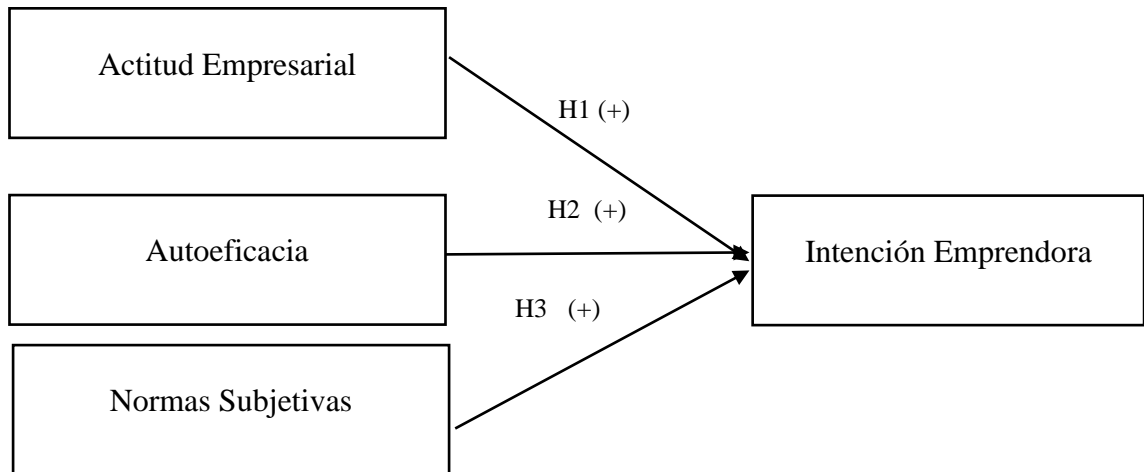 Actitud Empresarial
H1 (+)
H2 (+)
Autoeficacia
Intención Emprendora
H3 (+)
Normas Subjetivas